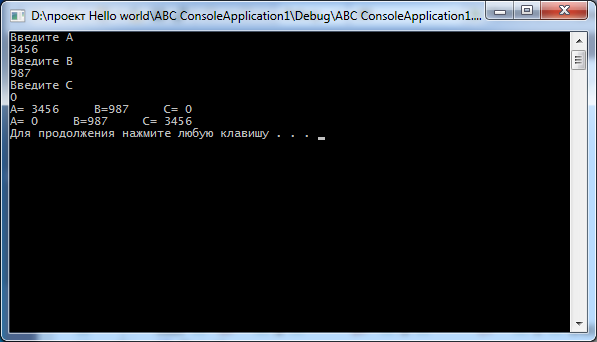 D:\проект Hello world\ABC ConsoleApplication1\Debug\ABC ConsoleApplication1....
Введите A
3456
Введите B
987
Введите C
0
A= 3456     B=987     C= 0
A= 0     B=987     C= 3456
Для продолжения нажмите любую клавишу . . .